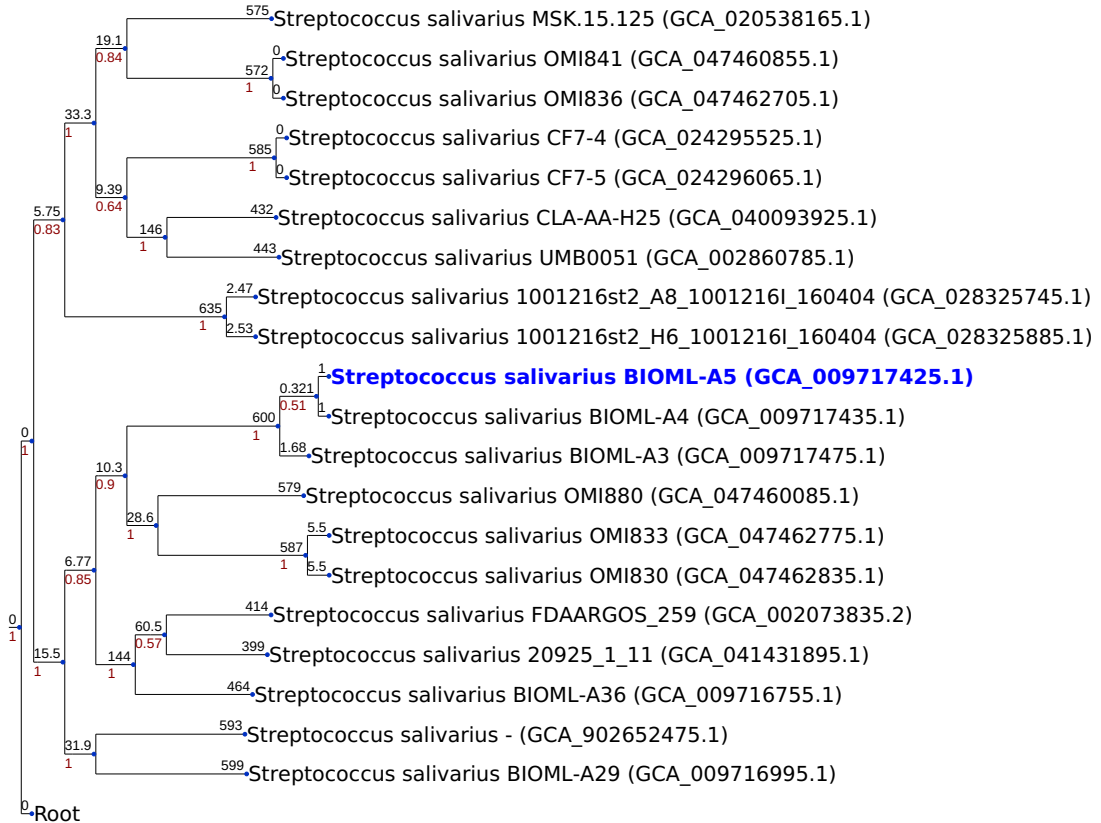 575 Streptococcus salivarius MSK.15.125 (GCA_020538165.1)
19.1
0.84
0 Streptococcus salivarius OMI841 (GCA_047460855.1)
572
1
0 Streptococcus salivarius OMI836 (GCA_047462705.1)
33.3
1
0 Streptococcus salivarius CF7-4 (GCA_024295525.1)
585
1
0 Streptococcus salivarius CF7-5 (GCA_024296065.1)
9.39
0.64
432 Streptococcus salivarius CLA-AA-H25 (GCA_040093925.1)
5.75
0.83
146
1
443 Streptococcus salivarius UMB0051 (GCA_002860785.1)
2.47 Streptococcus salivarius 1001216st2_A8_1001216I_160404 (GCA_028325745.1)
635
1
2.53 Streptococcus salivarius 1001216st2_H6_1001216I_160404 (GCA_028325885.1)
1 Streptococcus salivarius BIOML-A5 (GCA_009717425.1)
0.321
0.51
1 Streptococcus salivarius BIOML-A4 (GCA_009717435.1)
600
1
0
1
1.68 Streptococcus salivarius BIOML-A3 (GCA_009717475.1)
10.3
0.9
579 Streptococcus salivarius OMI880 (GCA_047460085.1)
28.6
1
5.5 Streptococcus salivarius OMI833 (GCA_047462775.1)
587
1
5.5 Streptococcus salivarius OMI830 (GCA_047462835.1)
6.77
0.85
414 Streptococcus salivarius FDAARGOS_259 (GCA_002073835.2)
0
1
60.5
0.57
399 Streptococcus salivarius 20925_1_11 (GCA_041431895.1)
15.5
1
144
1
464 Streptococcus salivarius BIOML-A36 (GCA_009716755.1)
593 Streptococcus salivarius - (GCA_902652475.1)
31.9
1
599 Streptococcus salivarius BIOML-A29 (GCA_009716995.1)
0 Root